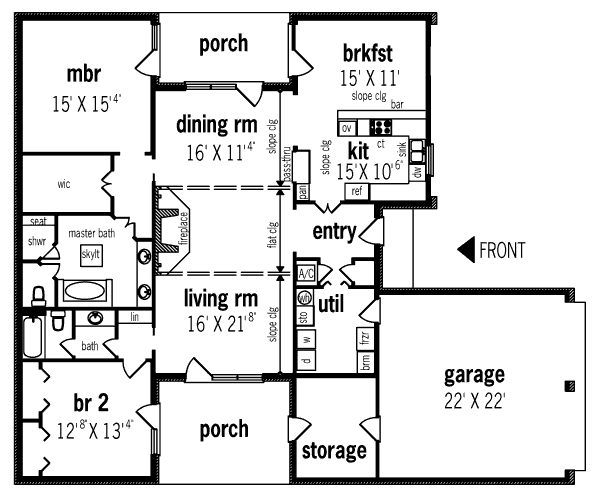 porch
mbr
15' X 15'4"
brkfst
15' X 11'
slope clg
bar
dining rm
16' X 11'4"
slope clg
pass-thru
slope clg
ov
ct
kit
15'X 10'6"
sink
dw
pan
ref
wic
seat
shwr
master bath
skylt
fireplace
flat clg
entry
FRONT
A/C
util
wh
sto
w
d
frzr
brm
living rm
16' X 21'8"
slope clg
lin
bath
br 2
12'8"X 13'4"
porch
storage
garage
22' X 22'